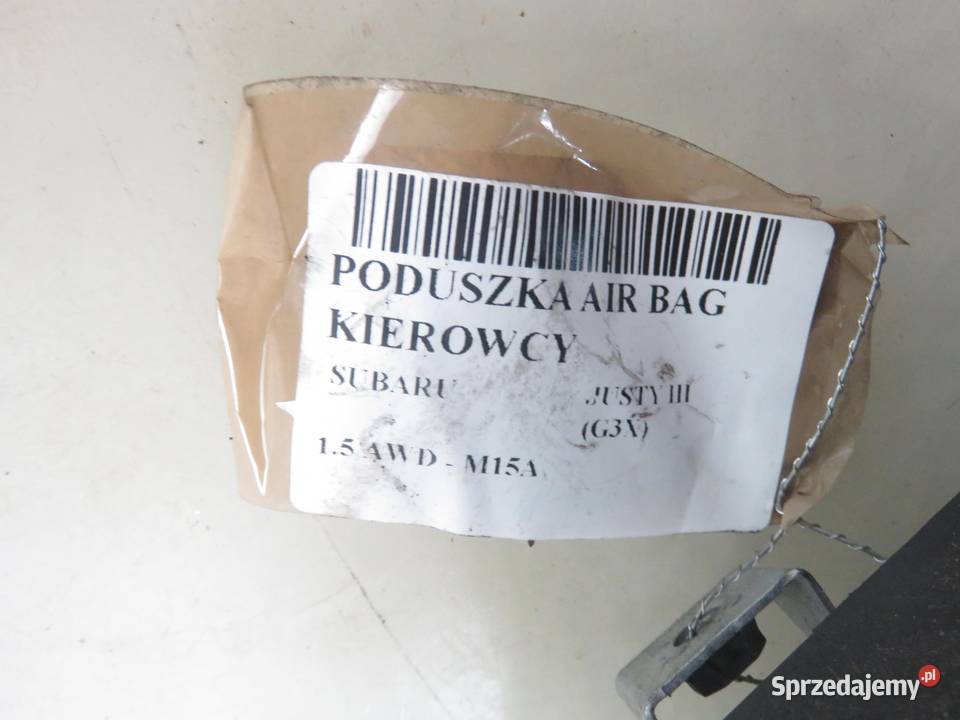 PODUSZKA AIR BAG
KIEROWCY
SUBARU JUSTY III
(G3X)
1.5 AWD - M15A
Sprzedajemy.pl